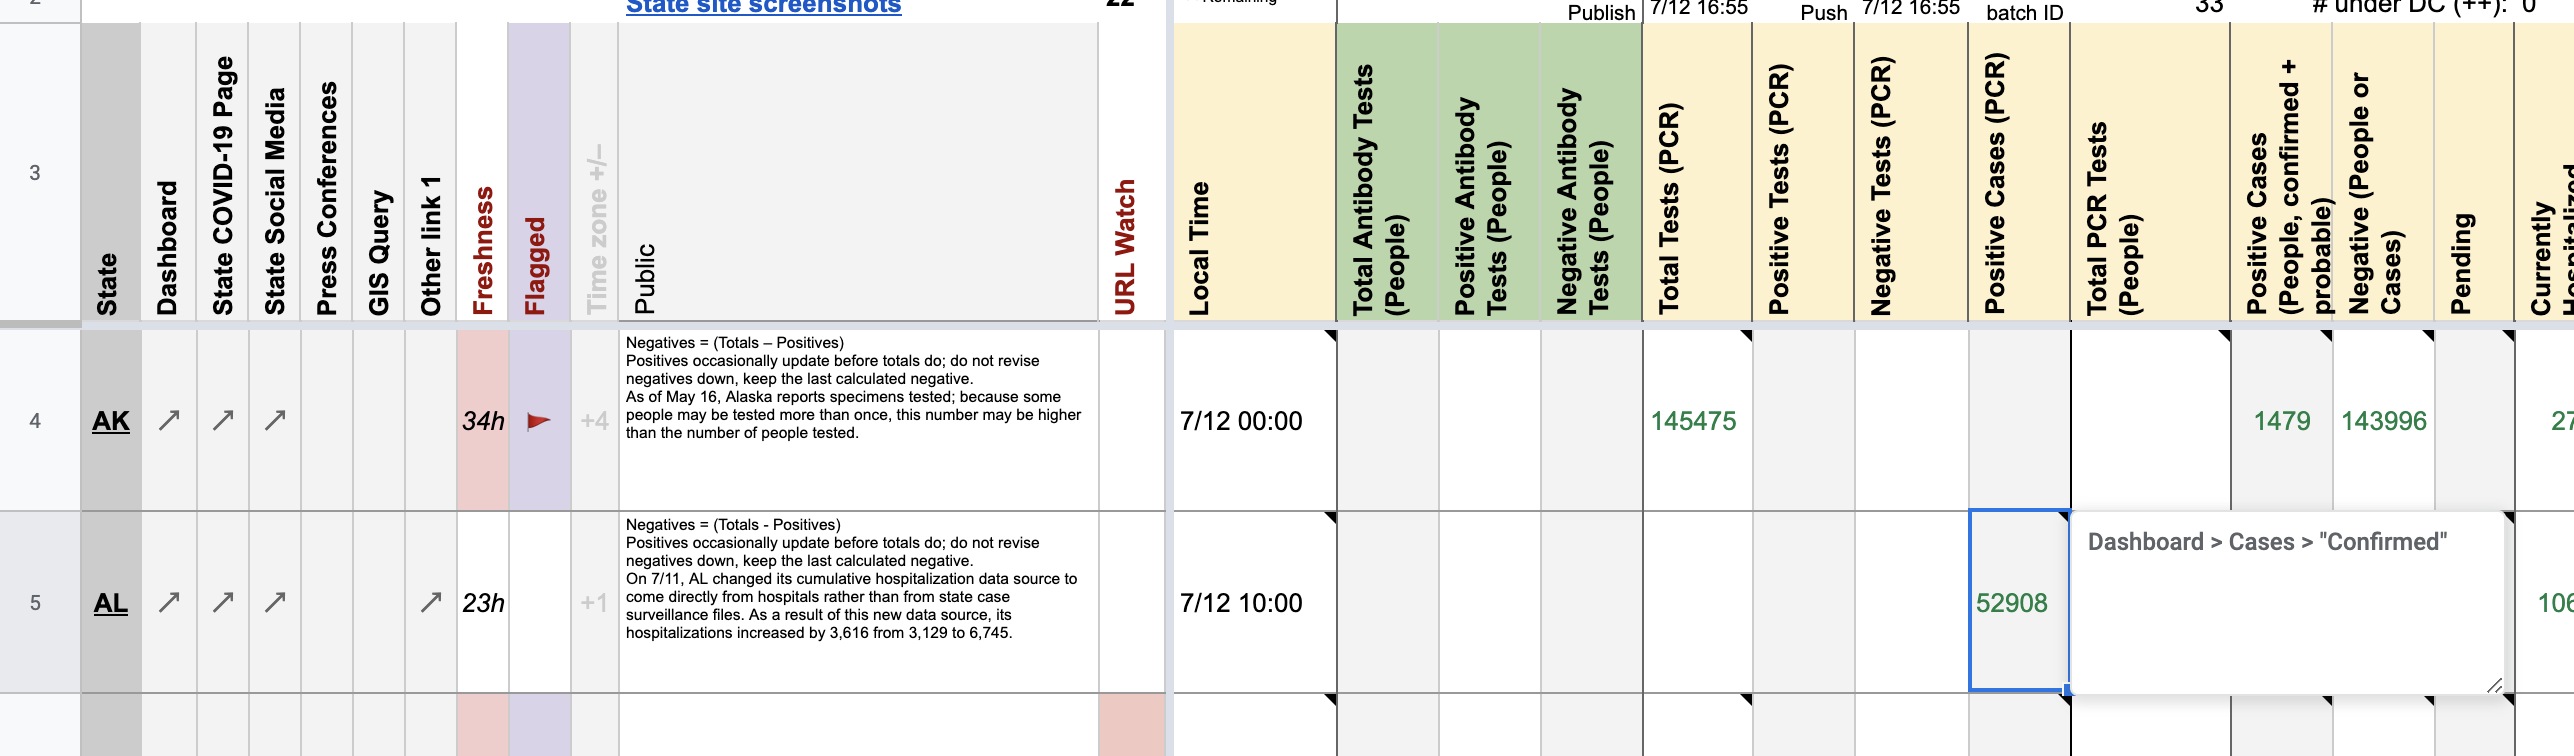 2
State site screenshots
22
Remaining
Publish
7/12 16:55
Push
7/12 16:55
batch ID
33
# under DC (++): 0
3
State
Dashboard
State COVID-19 Page
State Social Media
Press Conferences
GIS Query
Other link 1
Freshness
Flagged
Time zone +/–
Public
URL Watch
Local Time
Total Antibody Tests
(People)
Positive Antibody
Tests (People)
Negative Antibody
Tests (People)
Total Tests (PCR)
Positive Tests (PCR)
Negative Tests (PCR)
Positive Cases (PCR)
Total PCR Tests
(People)
Positive Cases
(People, confirmed +
probable)
Negative (People or
Cases)
Pending
Currently
Hospitalized
4
AK
34h
+4
Negatives = (Totals – Positives)
Positives occasionally update before totals do; do not revise
negatives down, keep the last calculated negative.
As of May 16, Alaska reports specimens tested; because some
people may be tested more than once, this number may be higher
than the number of people tested.
7/12 00:00
145475
1479
143996
27
5
AL
23h
+1
Negatives = (Totals - Positives)
Positives occasionally update before totals do; do not revise
negatives down, keep the last calculated negative.
On 7/11, AL changed its cumulative hospitalization data source to
come directly from hospitals rather than from state case
surveillance files. As a result of this new data source, its
hospitalizations increased by 3,616 from 3,129 to 6,745.
7/12 10:00
52908
Dashboard > Cases > "Confirmed"
106